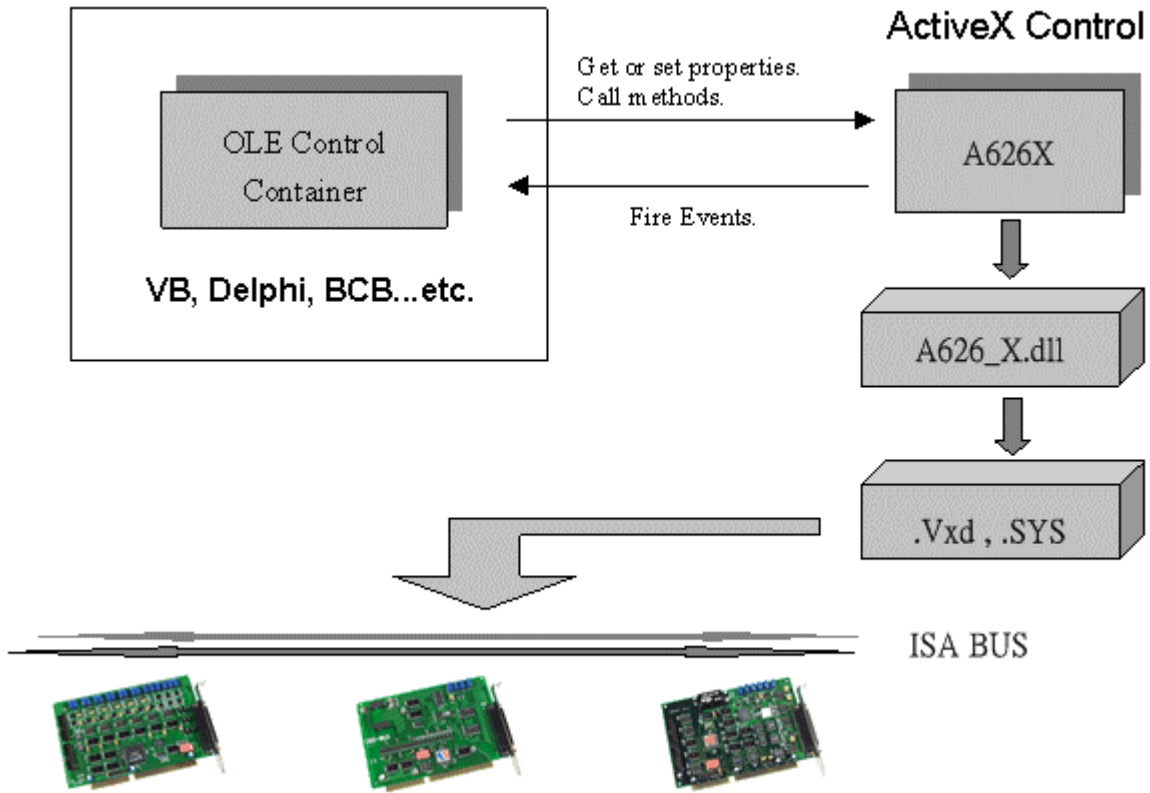 ActiveX Control
Get or set properties.
Call methods.
OLE Control
Container
A626X
Fire Events.
VB, Delphi, BCB...etc.
A626_X.dll
.Vxd , .SYS
ISA BUS